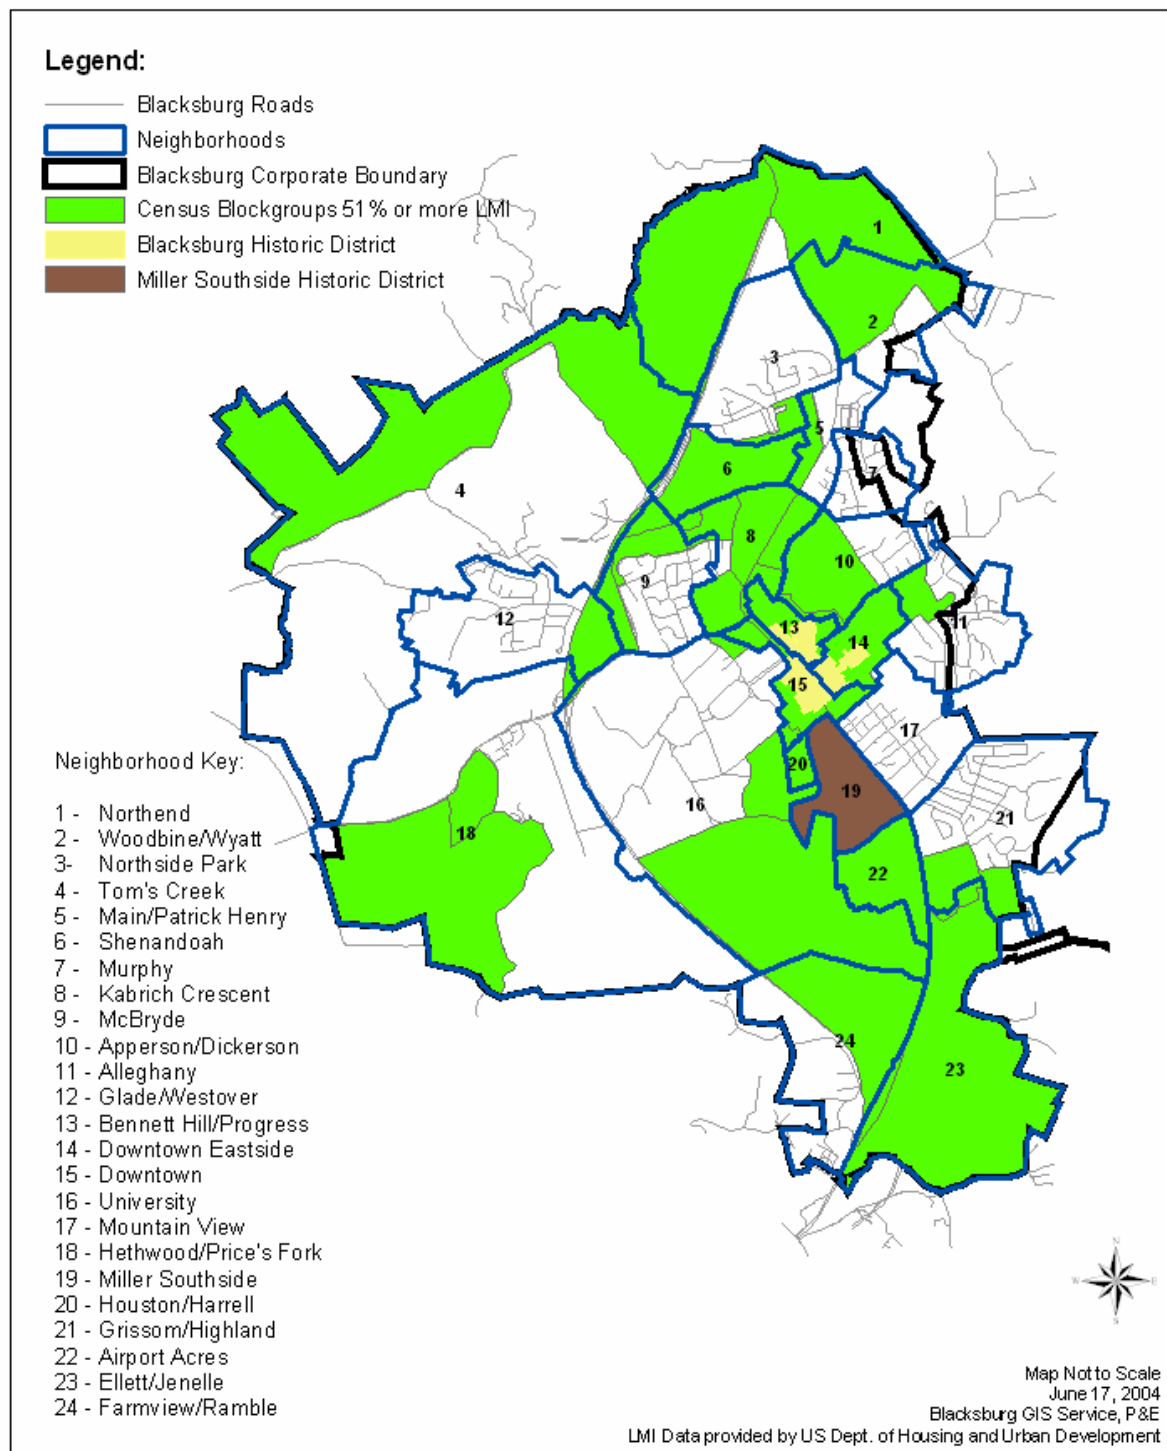 Legend:
Blacksburg Roads
Neighborhoods
Blacksburg Corporate Boundary
Census Blockgroups 51% or more LMI
Blacksburg Historic District
Miller Southside Historic District
1
2
3
5
6
7
4
8
10
9
12
13
14
11
15
17
20
19
16
21
18
22
24
23
Neighborhood Key:
1 - Northend
2 - Woodbine/Wyatt
3- Northside Park
4 - Tom's Creek
5 - Main/Patrick Henry
6 - Shenandoah
7 - Murphy
8 - Kabrich Crescent
9 - McBryde
10 - Apperson/Dickerson
11 - Alleghany
12 - Glade/Westover
13 - Bennett Hill/Progress
14 - Downtown Eastside
15 - Downtown
16 - University
17 - Mountain View
18 - Hethwood/Price's Fork
19 - Miller Southside
20 - Houston/Harrell
21 - Grissom/Highland
22 - Airport Acres
23 - Ellett/Jenelle
24 - Farmview/Ramble
N
W E
S
Map Not to Scale
June 17, 2004
Blacksburg GIS Service, P&E
LMI Data provided by US Dept. of Housing and Urban Development